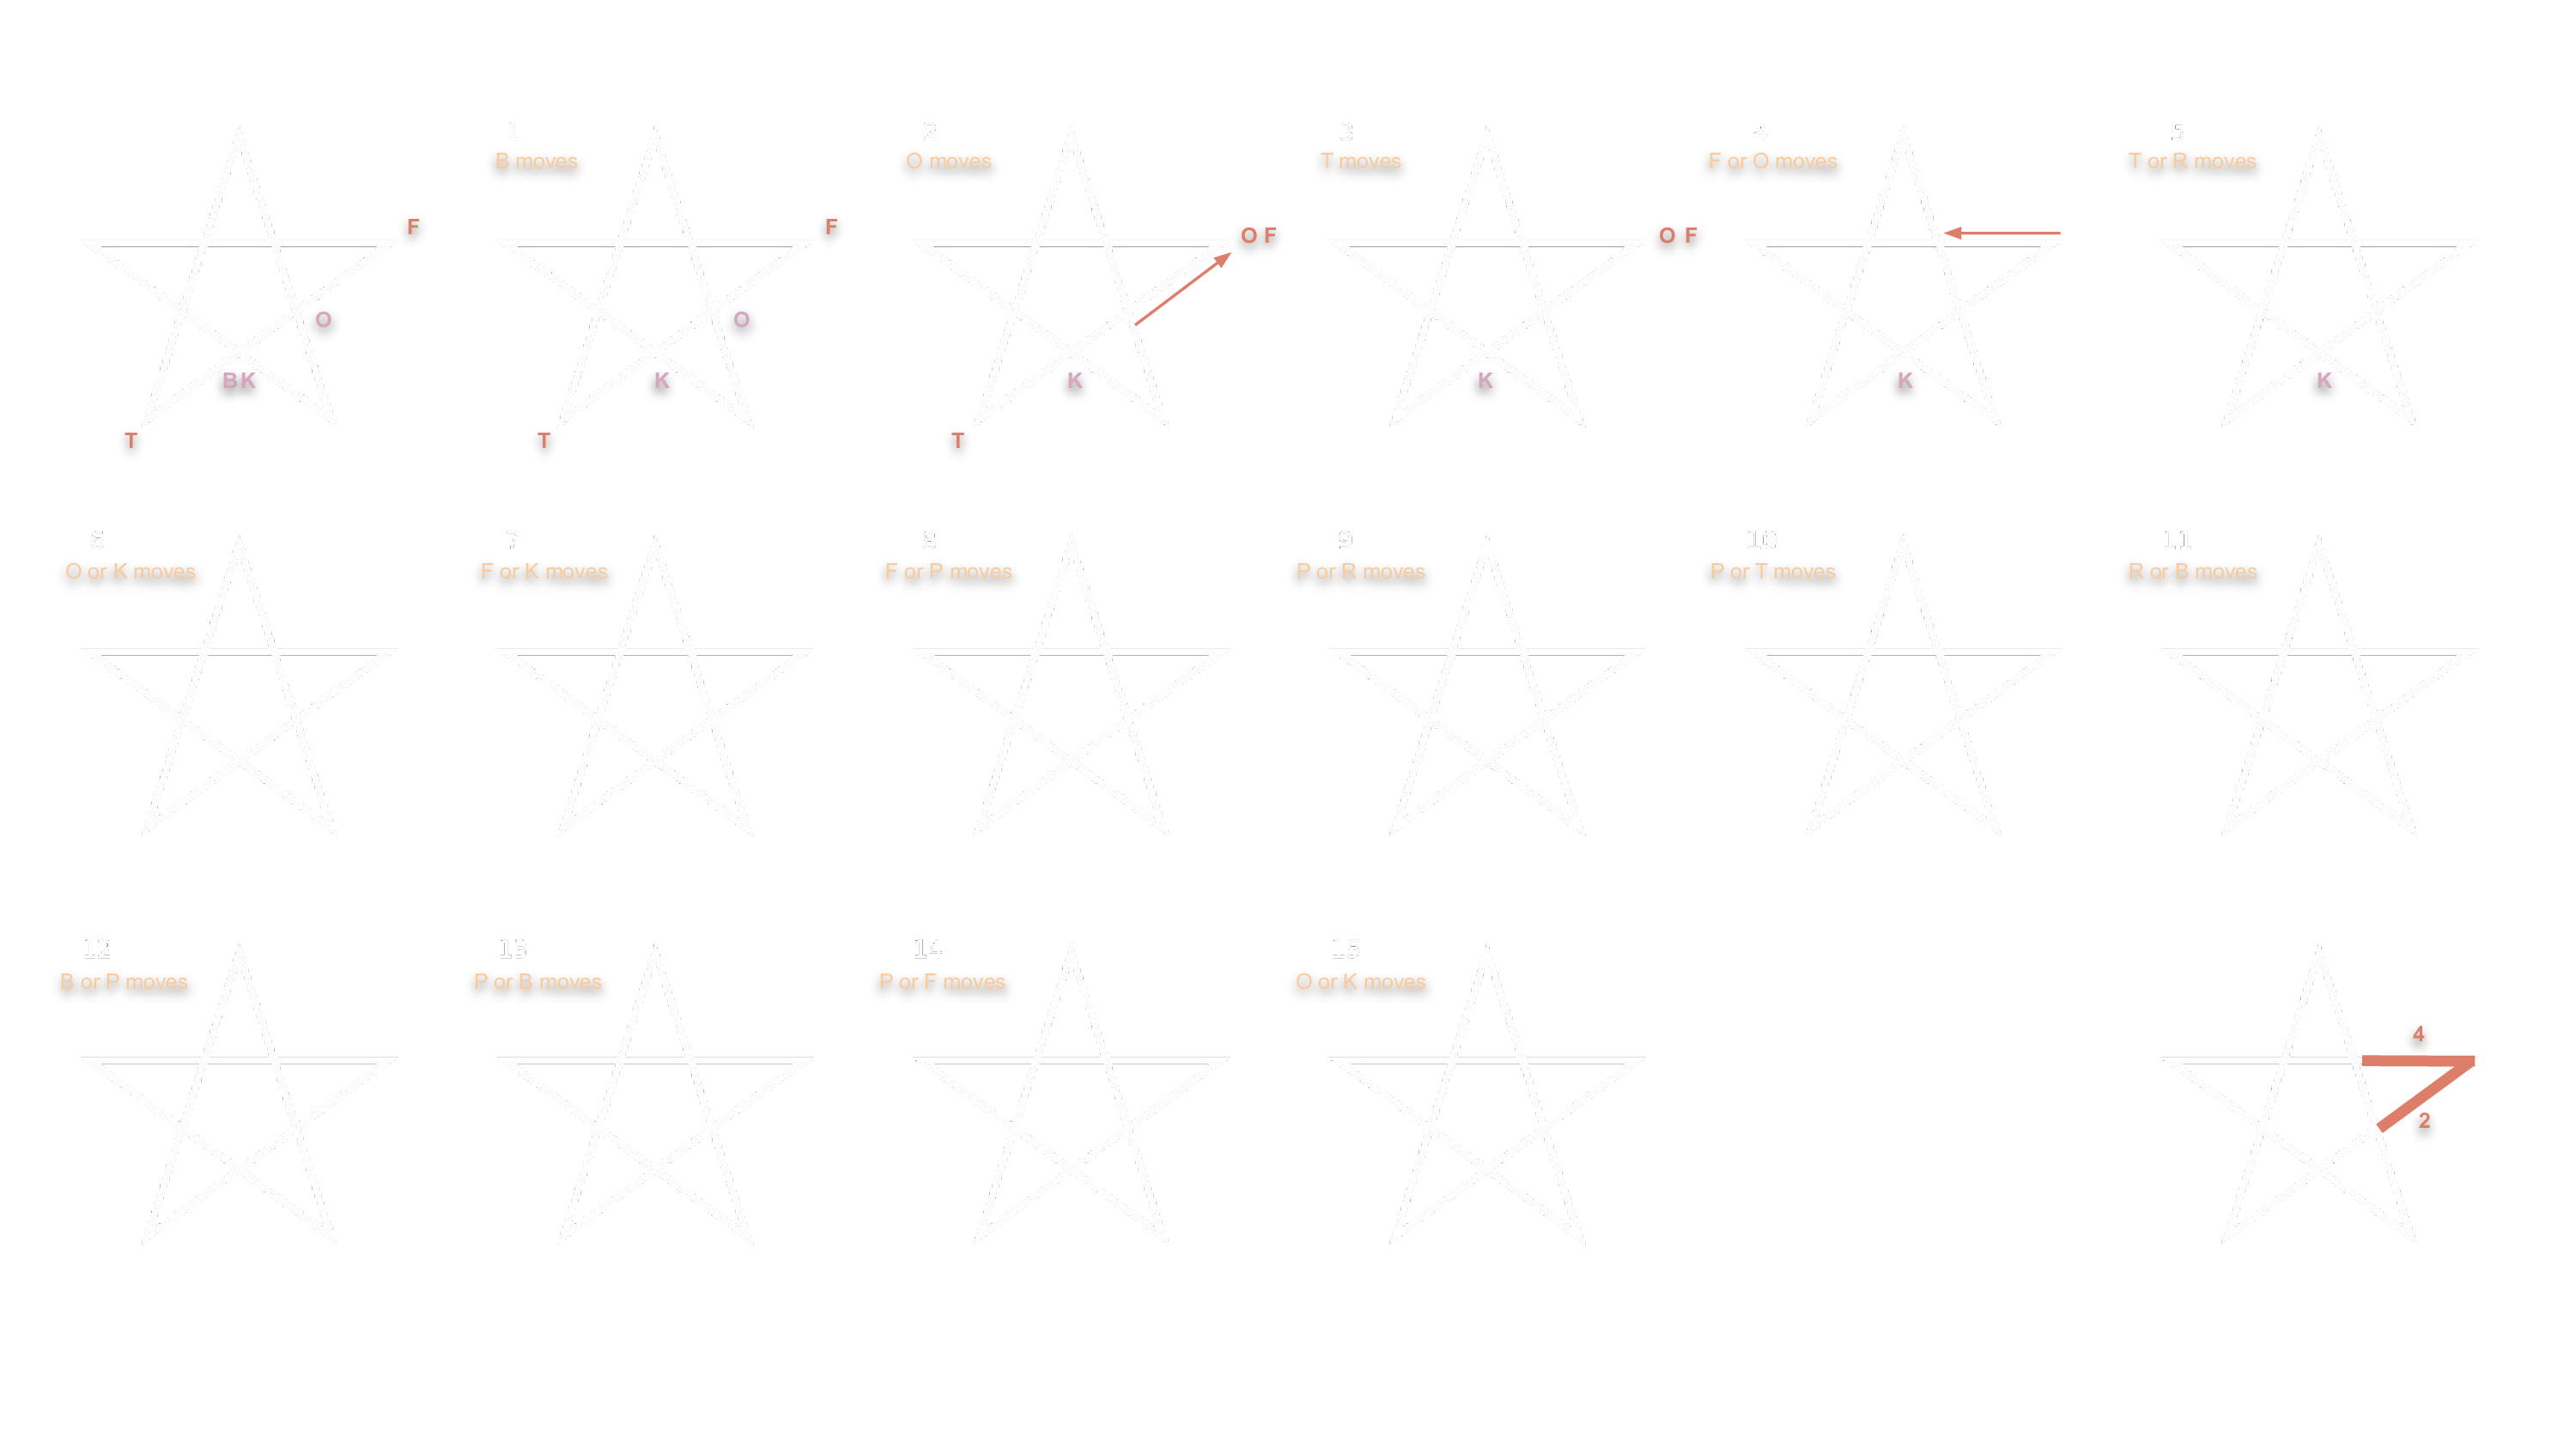 1
2
3
4
5
B moves
O moves
T moves
F or O moves
T or R moves
F
F
O F
O F
O
O
B K
K
K
K
K
K
T
T
T
6
7
8
9
10
11
O or K moves
F or K moves
F or P moves
P or R moves
P or T moves
R or B moves
12
13
14
15
B or P moves
P or B moves
P or F moves
O or K moves
4
2